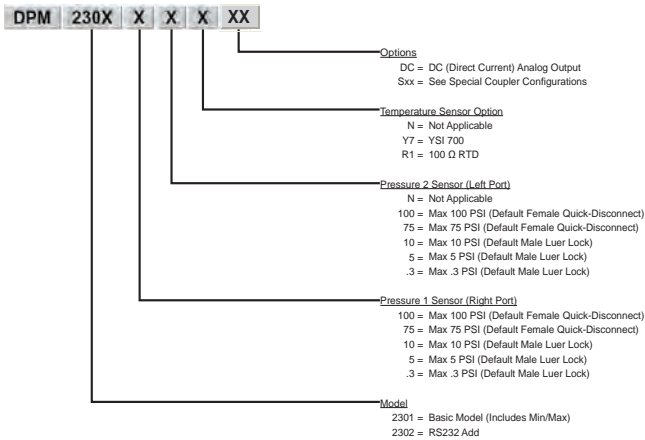 DPM 230X X X X XX
Options
DC = DC (Direct Current) Analog Output
Sxx = See Special Coupler Configurations
Temperature Sensor Option
N = Not Applicable
Y7 = YSI 700
R1 = 100 Ω RTD
Pressure 2 Sensor (Left Port)
N = Not Applicable
100 = Max 100 PSI (Default Female Quick-Disconnect)
75 = Max 75 PSI (Default Female Quick-Disconnect)
10 = Max 10 PSI (Default Male Luer Lock)
5 = Max 5 PSI (Default Male Luer Lock)
.3 = Max .3 PSI (Default Male Luer Lock)
Pressure 1 Sensor (Right Port)
100 = Max 100 PSI (Default Female Quick-Disconnect)
75 = Max 75 PSI (Default Female Quick-Disconnect)
10 = Max 10 PSI (Default Male Luer Lock)
5 = Max 5 PSI (Default Male Luer Lock)
.3 = Max .3 PSI (Default Male Luer Lock)
Model
2301 = Basic Model (Includes Min/Max)
2302 = RS232 Add